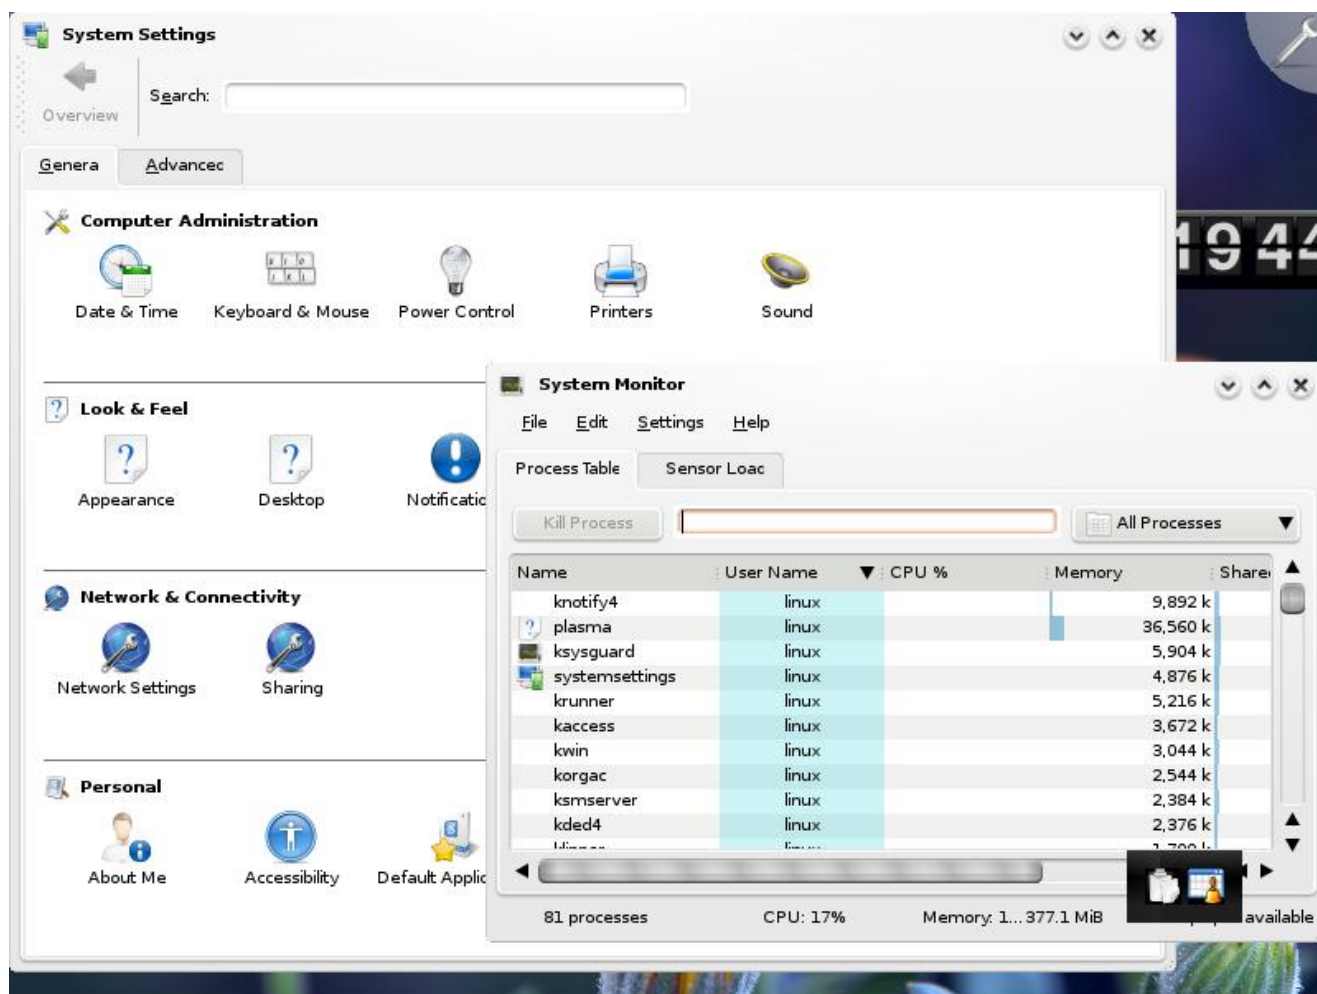 System Settings
Overview
Search:
Genera
Advancec
Computer Administration
Date & Time
Keyboard & Mouse
Power Control
Printers
Sound
19 44
Look & Feel
Appearance
Desktop
Notificatio
Network & Connectivity
Network Settings
Sharing
Personal
About Me
Accessibility
Default Applic
System Monitor
File Edit Settings Help
Process Table
Sensor Loac
Kill Process
All Processes
Name User Name CPU % Memory Share
knotify4 linux 9,892 k
plasma linux 36,560 k
ksysguard linux 5,904 k
systemsettings linux 4,876 k
krunner linux 5,216 k
kaccess linux 3,672 k
kwin linux 3,044 k
korgac linux 2,544 k
ksmserver linux 2,384 k
kded4 linux 2,376 k
81 processes CPU: 17% Memory: 1...377.1 MiB available